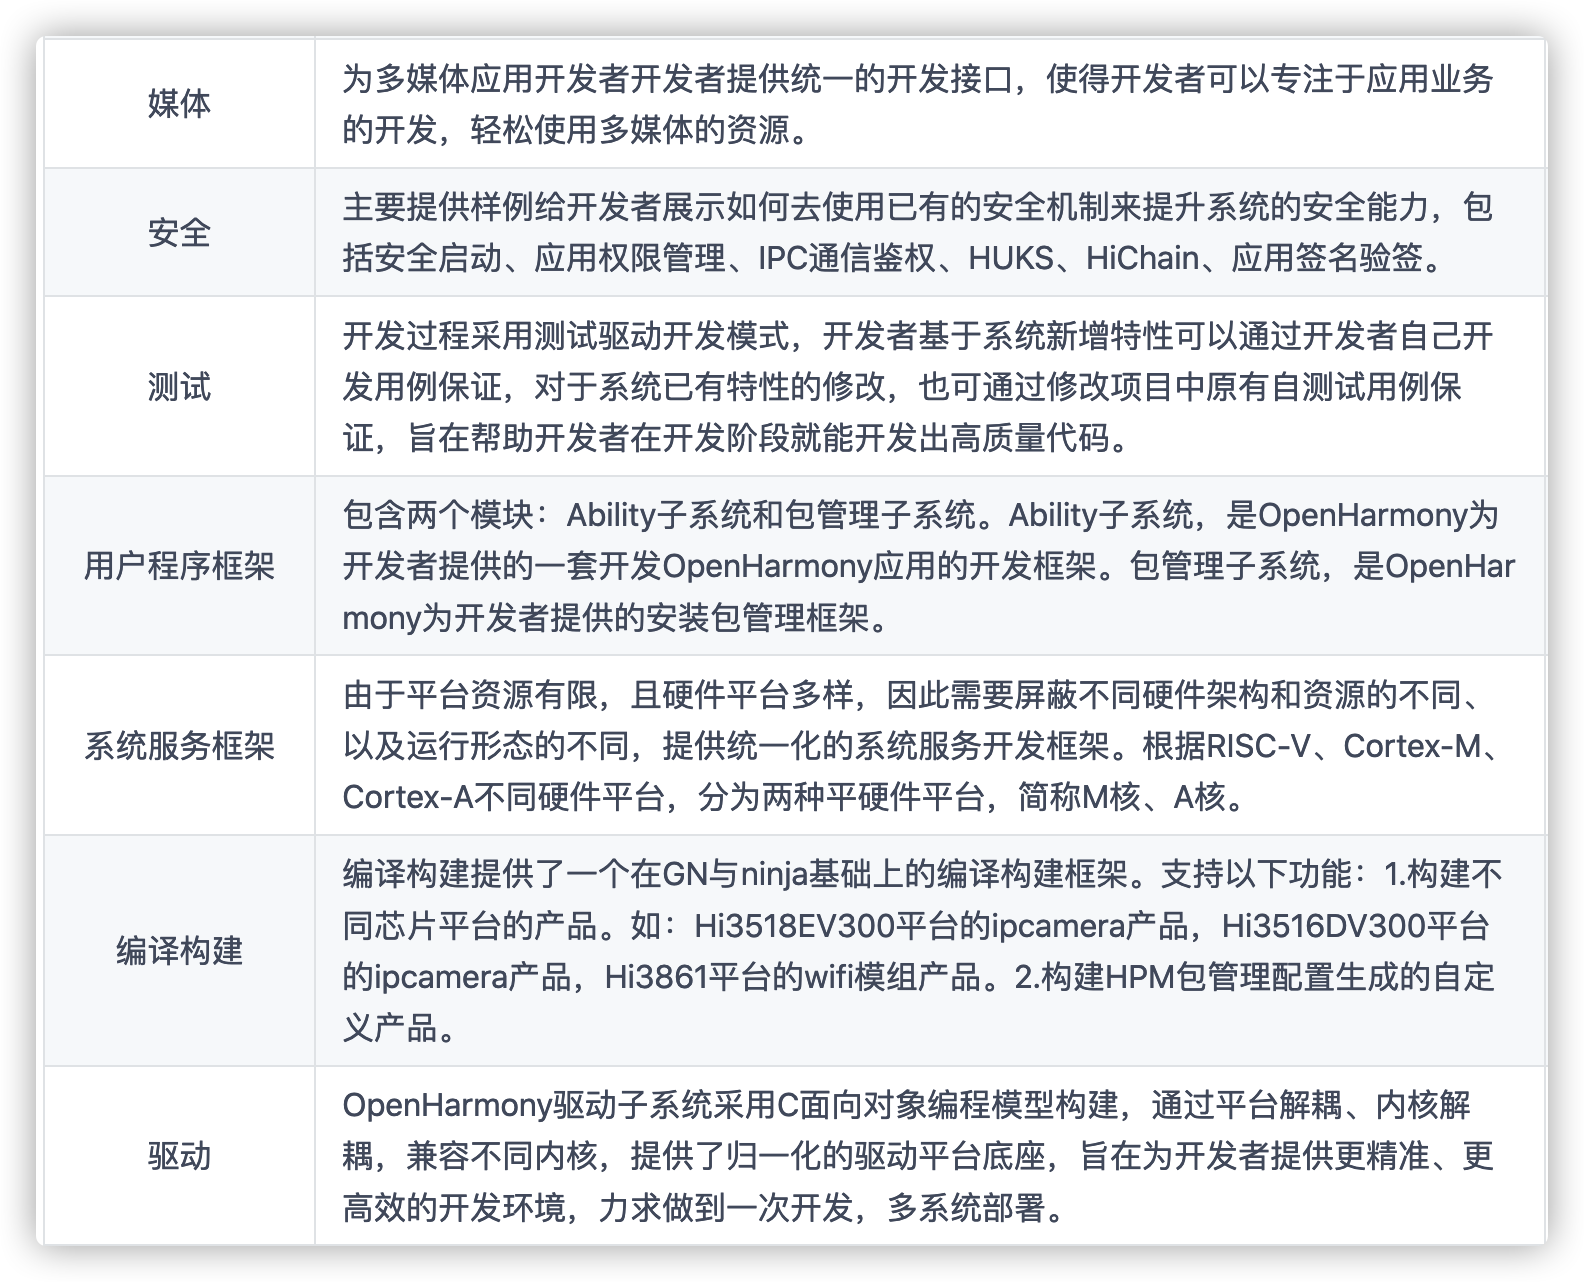 媒体
为多媒体应用开发者开发者提供统一的开发接口，使得开发者可以专注于应用业务
的开发，轻松使用多媒体的资源。
安全
主要提供样例给开发者展示如何去使用已有的安全机制来提升系统的安全能力，包
括安全启动、应用权限管理、IPC通信鉴权、HUKS、HiChain、应用签名验签。
测试
开发过程采用测试驱动开发模式，开发者基于系统新增特性可以通过开发者自己开
发用例保证，对于系统已有特性的修改，也可通过修改项目中原有自测试用例保
证，旨在帮助开发者在开发阶段就能开发出高质量代码。
用户程序框架
包含两个模块：Ability子系统和包管理子系统。Ability子系统，是OpenHarmony为
开发者提供的一套开发OpenHarmony应用的开发框架。包管理子系统，是OpenHar
mony为开发者提供的安装包管理框架。
系统服务框架
由于平台资源有限，且硬件平台多样，因此需要屏蔽不同硬件架构和资源的不同、
以及运行形态的不同，提供统一化的系统服务开发框架。根据RISC-V、Cortex-M、
Cortex-A不同硬件平台，分为两种平硬件平台，简称M核、A核。
编译构建
编译构建提供了一个在GN与ninja基础上的编译构建框架。支持以下功能：1.构建不
同芯片平台的产品。如：Hi3518EV300平台的ipcamera产品，Hi3516DV300平台
的ipcamera产品，Hi3861平台的wifi模组产品。2.构建HPM包管理配置生成的自定
义产品。
驱动
OpenHarmony驱动子系统采用C面向对象编程模型构建，通过平台解耦、内核解
耦，兼容不同内核，提供了归一化的驱动平台底座，旨在为开发者提供更精准、更
高效的开发环境，力求做到一次开发，多系统部署。